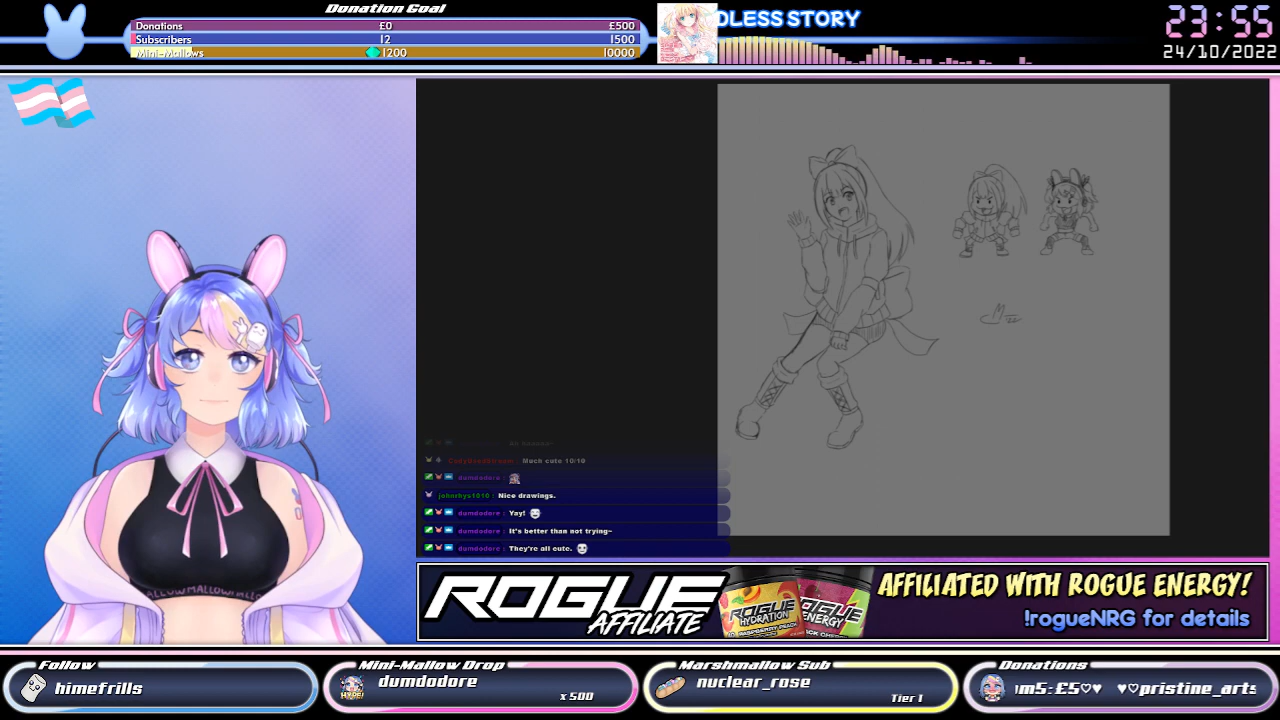 Donation Goal
Donations £0 £500
Subscribers 12 1500
Mini-Mallows 1200 10000
DLESS STORY
23:55
24/10/2022
Much cute 10/10
dumdodore :
johnrhys1010 : Nice drawings.
dumdodore : Yay!
dumdodore : It's better than not trying~
dumdodore : They're all cute.
ROGUE
AFFILIATE
ROGUE
HYDRATION
ROGUE
ENERGY
AFFILIATED WITH ROGUE ENERGY!
!rogueNRG for details
Follow
himefrills
Mini-Mallow Drop
dumdodore
x 500
Marshmallow Sub
nuclear_rose
Tier 1
Donations
m5:£5♡♥ ♥♡pristine_arts